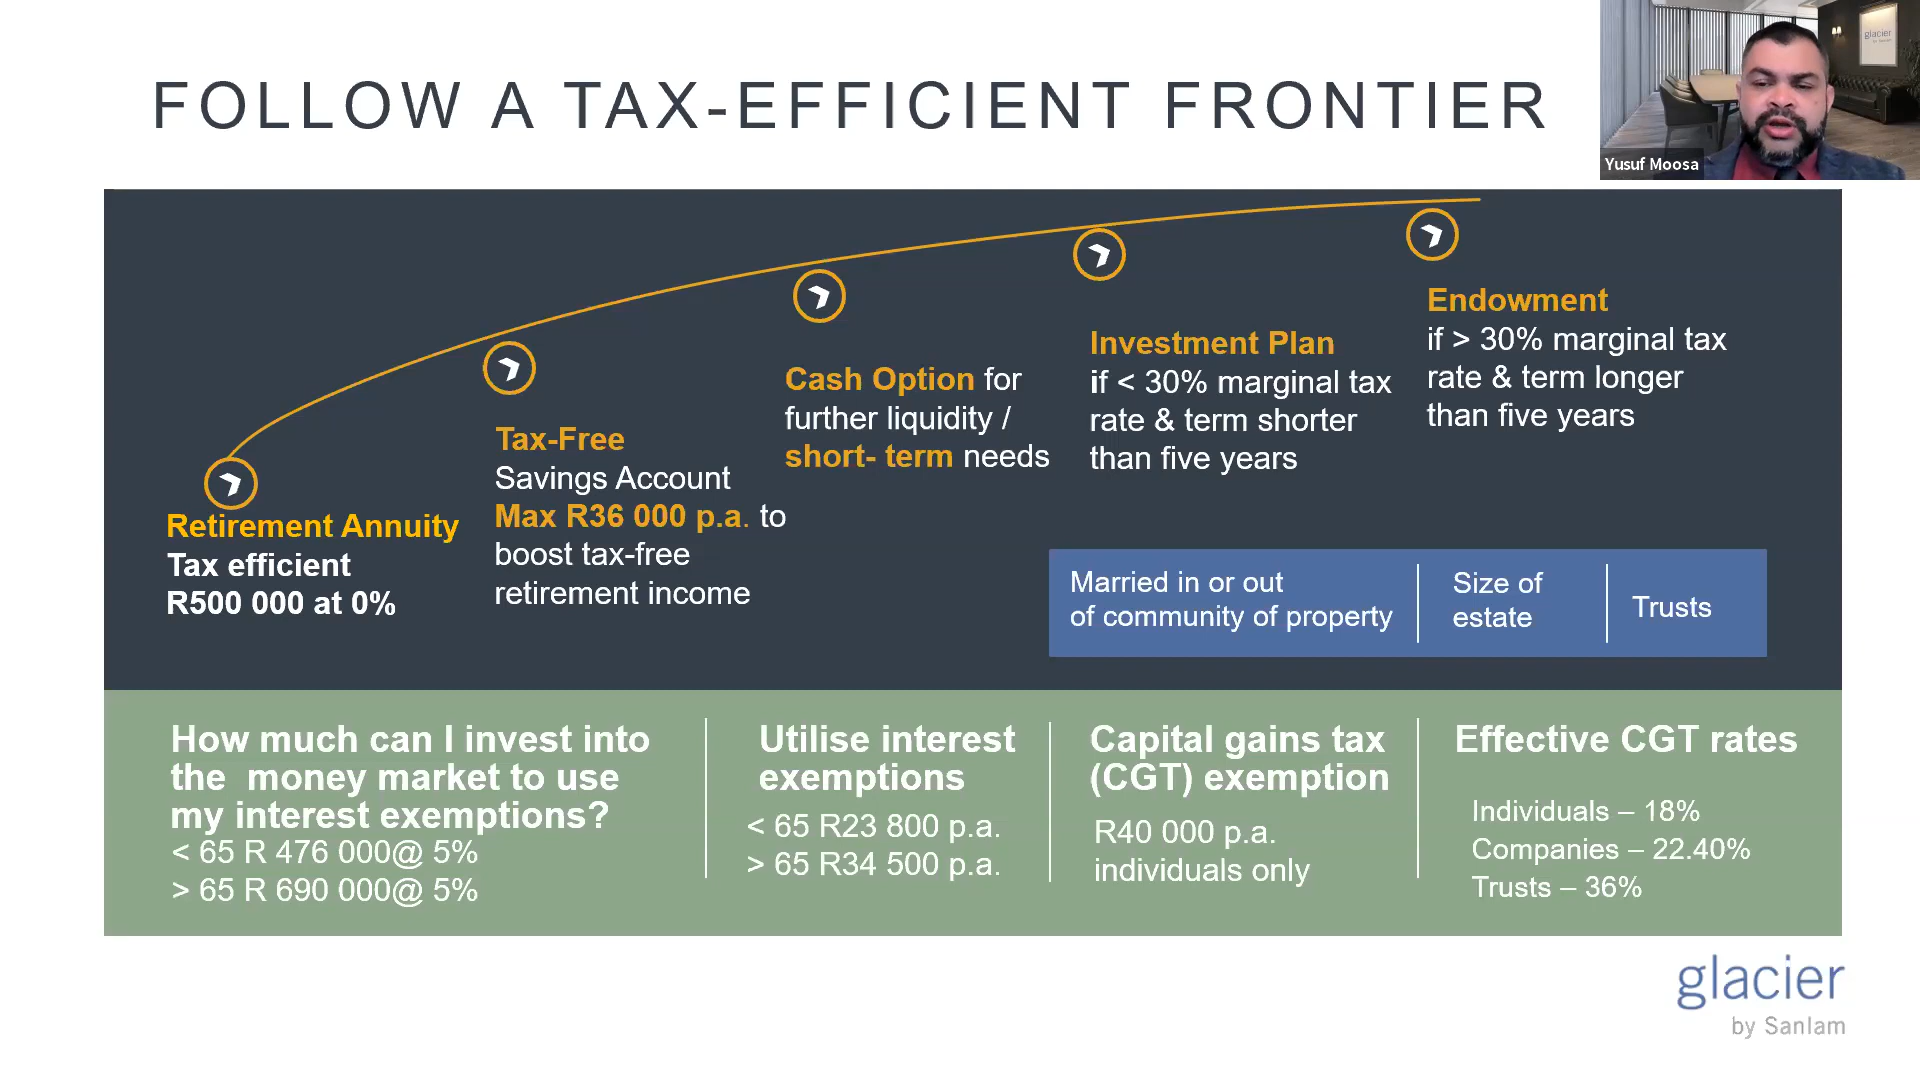 FOLLOW A TAX-EFFICIENT FRONTIER
glacier
by Sanlam
Yusuf Moosa
Retirement Annuity
Tax efficient
R500 000 at 0%
Tax-Free
Savings Account
Max R36 000 p.a. to
boost tax-free
retirement income
Cash Option for
further liquidity /
short- term needs
Investment Plan
if < 30% marginal tax
rate & term shorter
than five years
Endowment
if > 30% marginal tax
rate & term longer
than five years
Married in or out
of community of property
Size of
estate
Trusts
How much can I invest into
the  money market to use
my interest exemptions?
< 65 R 476 000@ 5%
> 65 R 690 000@ 5%
Utilise interest
exemptions
< 65 R23 800 p.a.
> 65 R34 500 p.a.
Capital gains tax
(CGT) exemption
R40 000 p.a.
individuals only
Effective CGT rates
Individuals – 18%
Companies – 22.40%
Trusts – 36%
glacier
by Sanlam